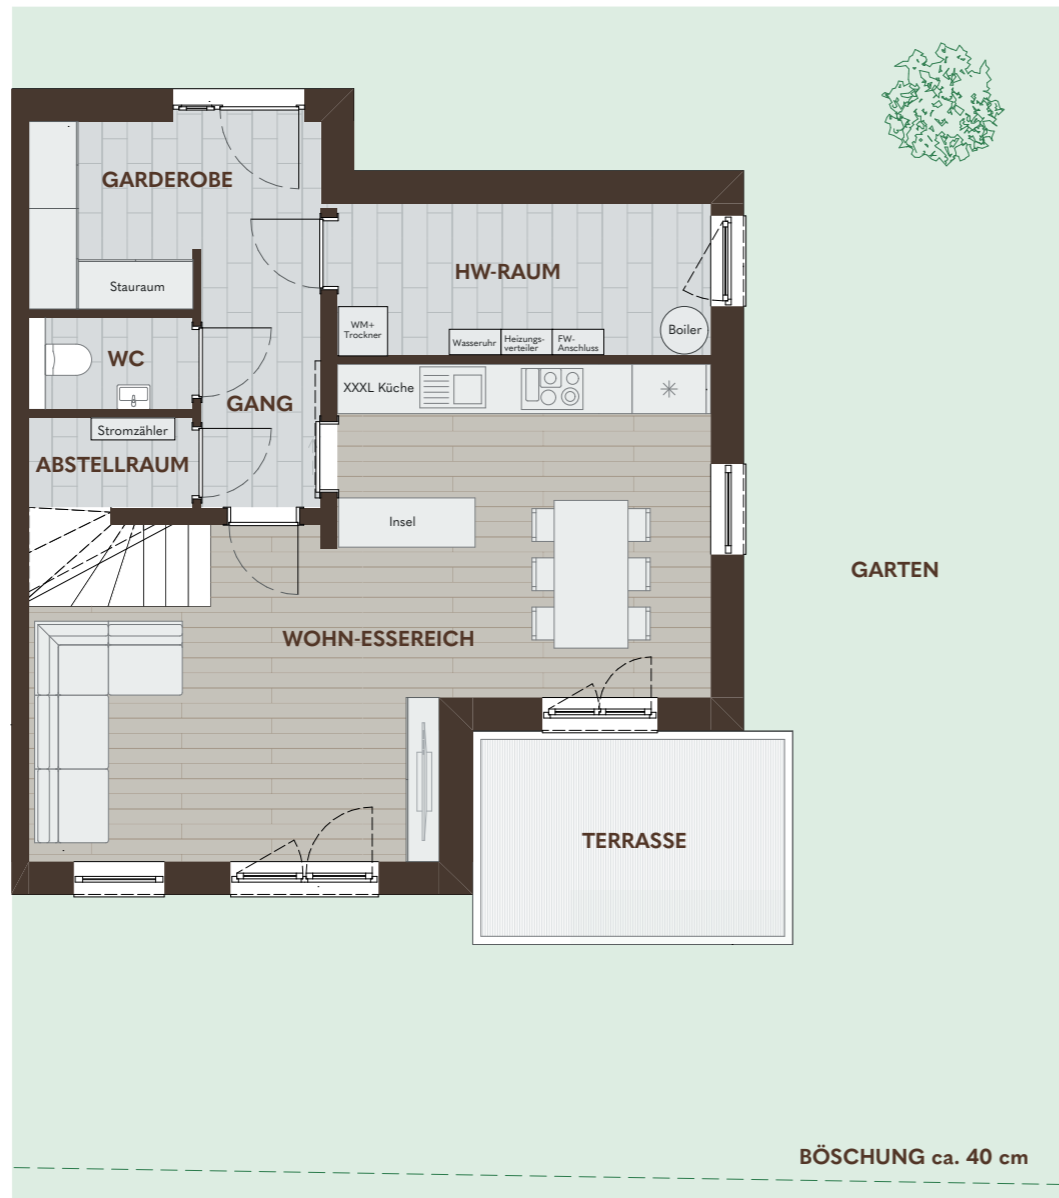 GARDEROBE
HW-RAUM
Stauraum
WM+
Trockner
Wasseruhr
Heizungs-
verteiler
FW-
Anschluss
Boiler
WC
XXXL Küche
GANG
Stromzähler
ABSTELLRAUM
Insel
GARTEN
WOHN-ESSEREICH
TERRASSE
BÖSCHUNG ca. 40 cm